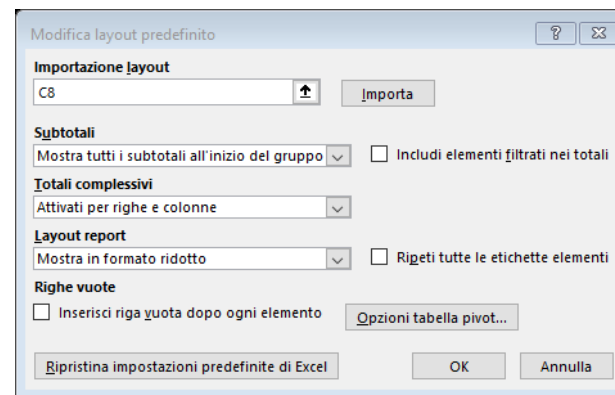 Modifica layout predefinito
Importazione layout
C8
Importa
Subtotali
Mostra tutti i subtotali all'inizio del gruppo
Includi elementi filtrati nei totali
Totali complessivi
Attivati per righe e colonne
Layout report
Mostra in formato ridotto
Ripeti tutte le etichette elementi
Righe vuote
Inserisci riga vuota dopo ogni elemento
Opzioni tabella pivot...
Ripristina impostazioni predefinite di Excel
OK
Annulla